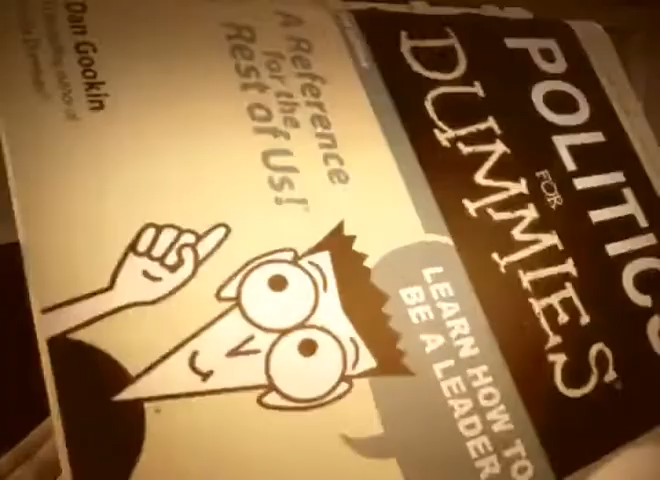 POLITICS
FOR
DUMMIES
LEARN HOW TO
BE A LEADER
A Reference
for the
Rest of Us!
Dan Gookin